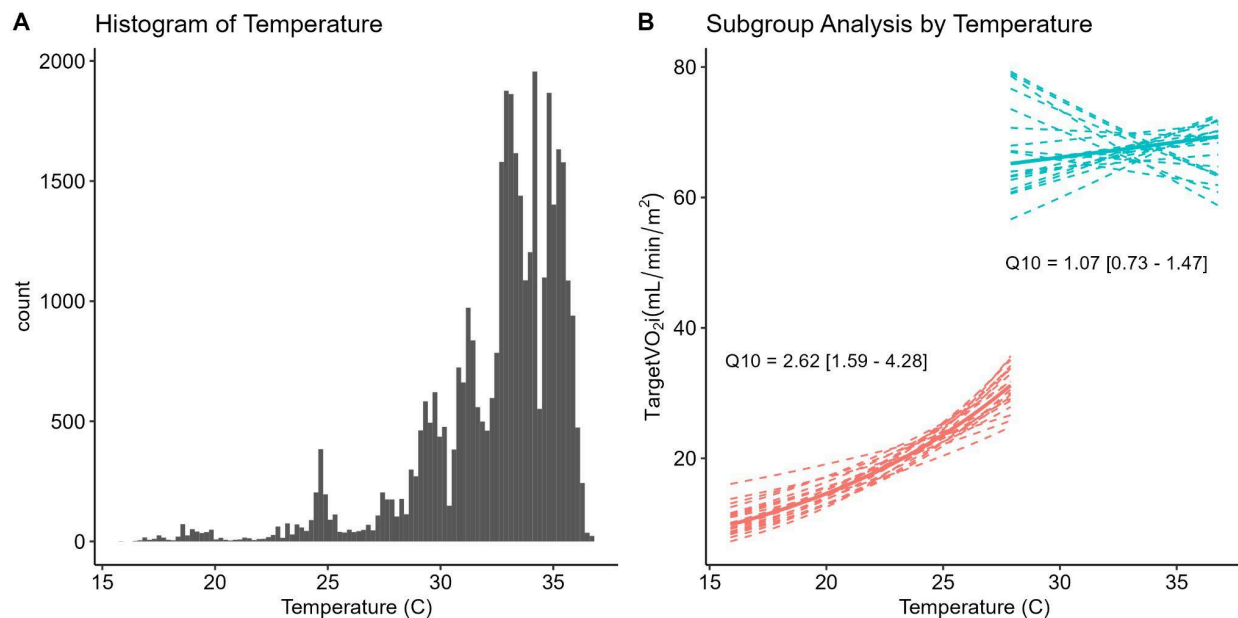 A Histogram of Temperature
2000
1500
1000
500
0
count
15 20 25 30 35
Temperature (C)
B Subgroup Analysis by Temperature
80
60
40
20
TargetVO₂i(mL/min/m²)
Q10 = 1.07 [0.73 - 1.47]
Q10 = 2.62 [1.59 - 4.28]
15 20 25 30 35
Temperature (C)